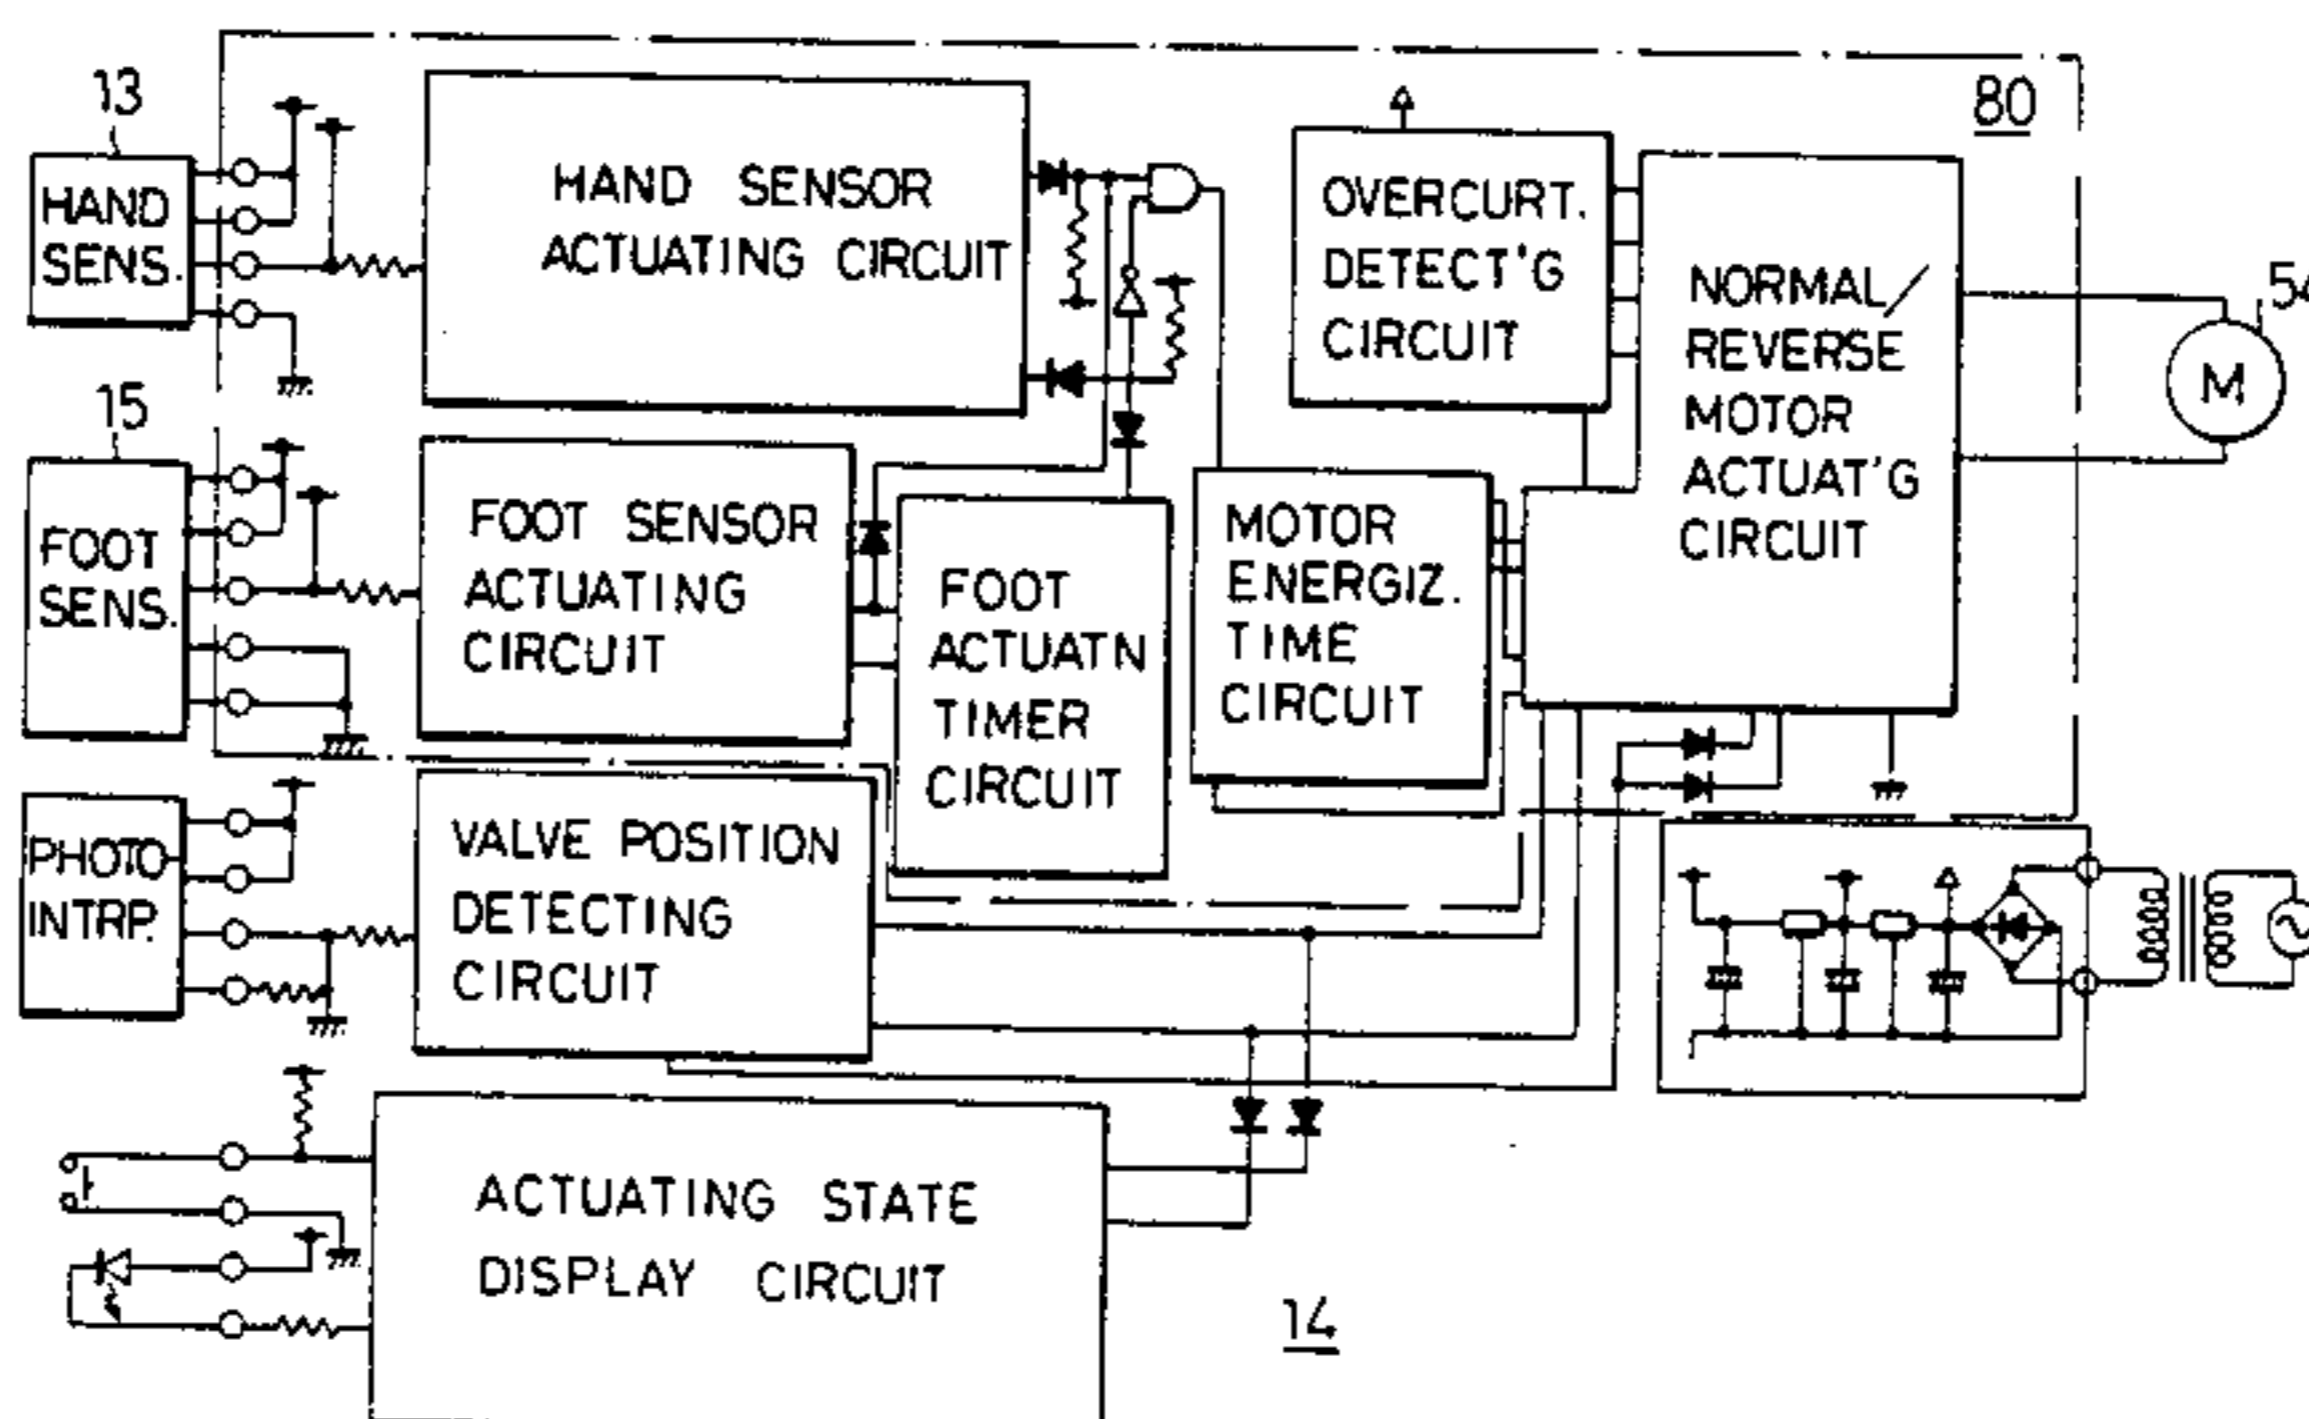 80
13
HAND
SENS.
HAND SENSOR
ACTUATING CIRCUIT
OVERCURT.
DETECT'G
CIRCUIT
NORMAL/
REVERSE
MOTOR
ACTUAT'G
CIRCUIT
M
15
FOOT
SENS.
FOOT SENSOR
ACTUATING
CIRCUIT
FOOT
ACTUATN
TIMER
CIRCUIT
MOTOR
ENERGIZ.
TIME
CIRCUIT
PHOTO-
INTRP.
VALVE POSITION
DETECTING
CIRCUIT
ACTUATING STATE
DISPLAY CIRCUIT
14